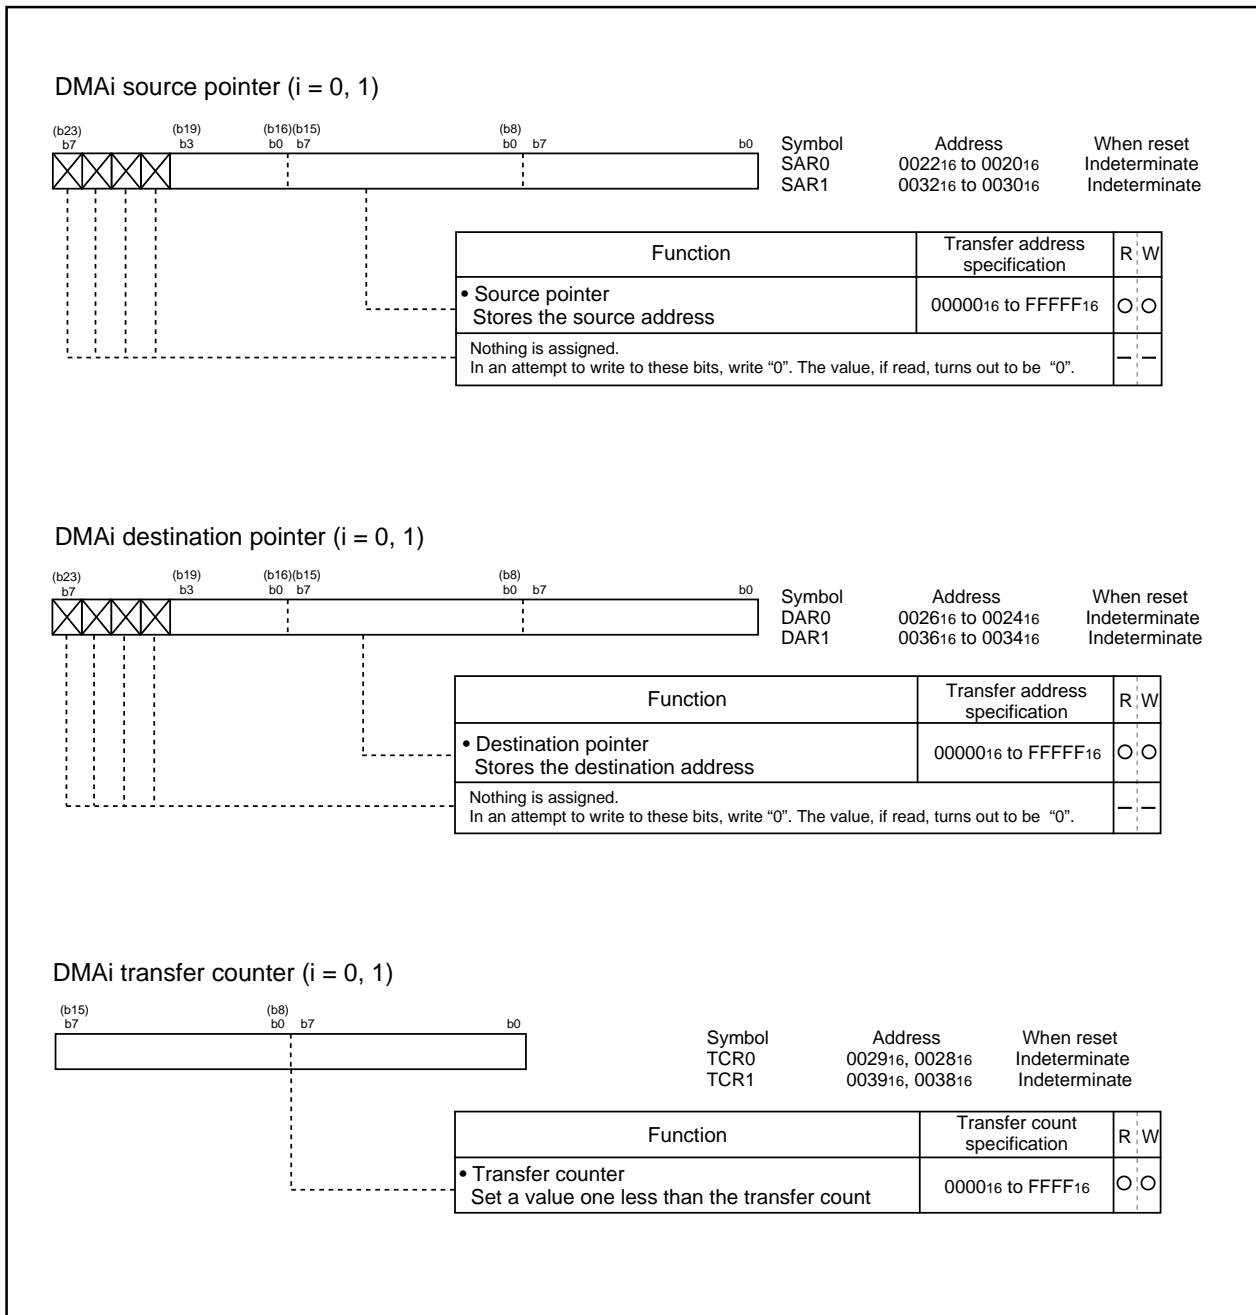 DMAi source pointer (i = 0, 1)
(b23) (b19) (b16)(b15) (b8)
b7 b3 b0 b7 b0 b7 b0
Symbol Address When reset
SAR0 002216 to 002016 Indeterminate
SAR1 003216 to 003016 Indeterminate
Function Transfer address specification R W
• Source pointer
Stores the source address
0000016 to FFFFF16
Nothing is assigned.
In an attempt to write to these bits, write “0”. The value, if read, turns out to be “0”.
DMAi destination pointer (i = 0, 1)
(b23) (b19) (b16)(b15) (b8)
b7 b3 b0 b7 b0 b7 b0
Symbol Address When reset
DAR0 002616 to 002416 Indeterminate
DAR1 003616 to 003416 Indeterminate
Function Transfer address specification R W
• Destination pointer
Stores the destination address
0000016 to FFFFF16
Nothing is assigned.
In an attempt to write to these bits, write “0”. The value, if read, turns out to be “0”.
DMAi transfer counter (i = 0, 1)
(b15) (b8)
b7 b0 b7 b0
Symbol Address When reset
TCR0 002916, 002816 Indeterminate
TCR1 003916, 003816 Indeterminate
Function Transfer count specification R W
• Transfer counter
Set a value one less than the transfer count
000016 to FFFF16